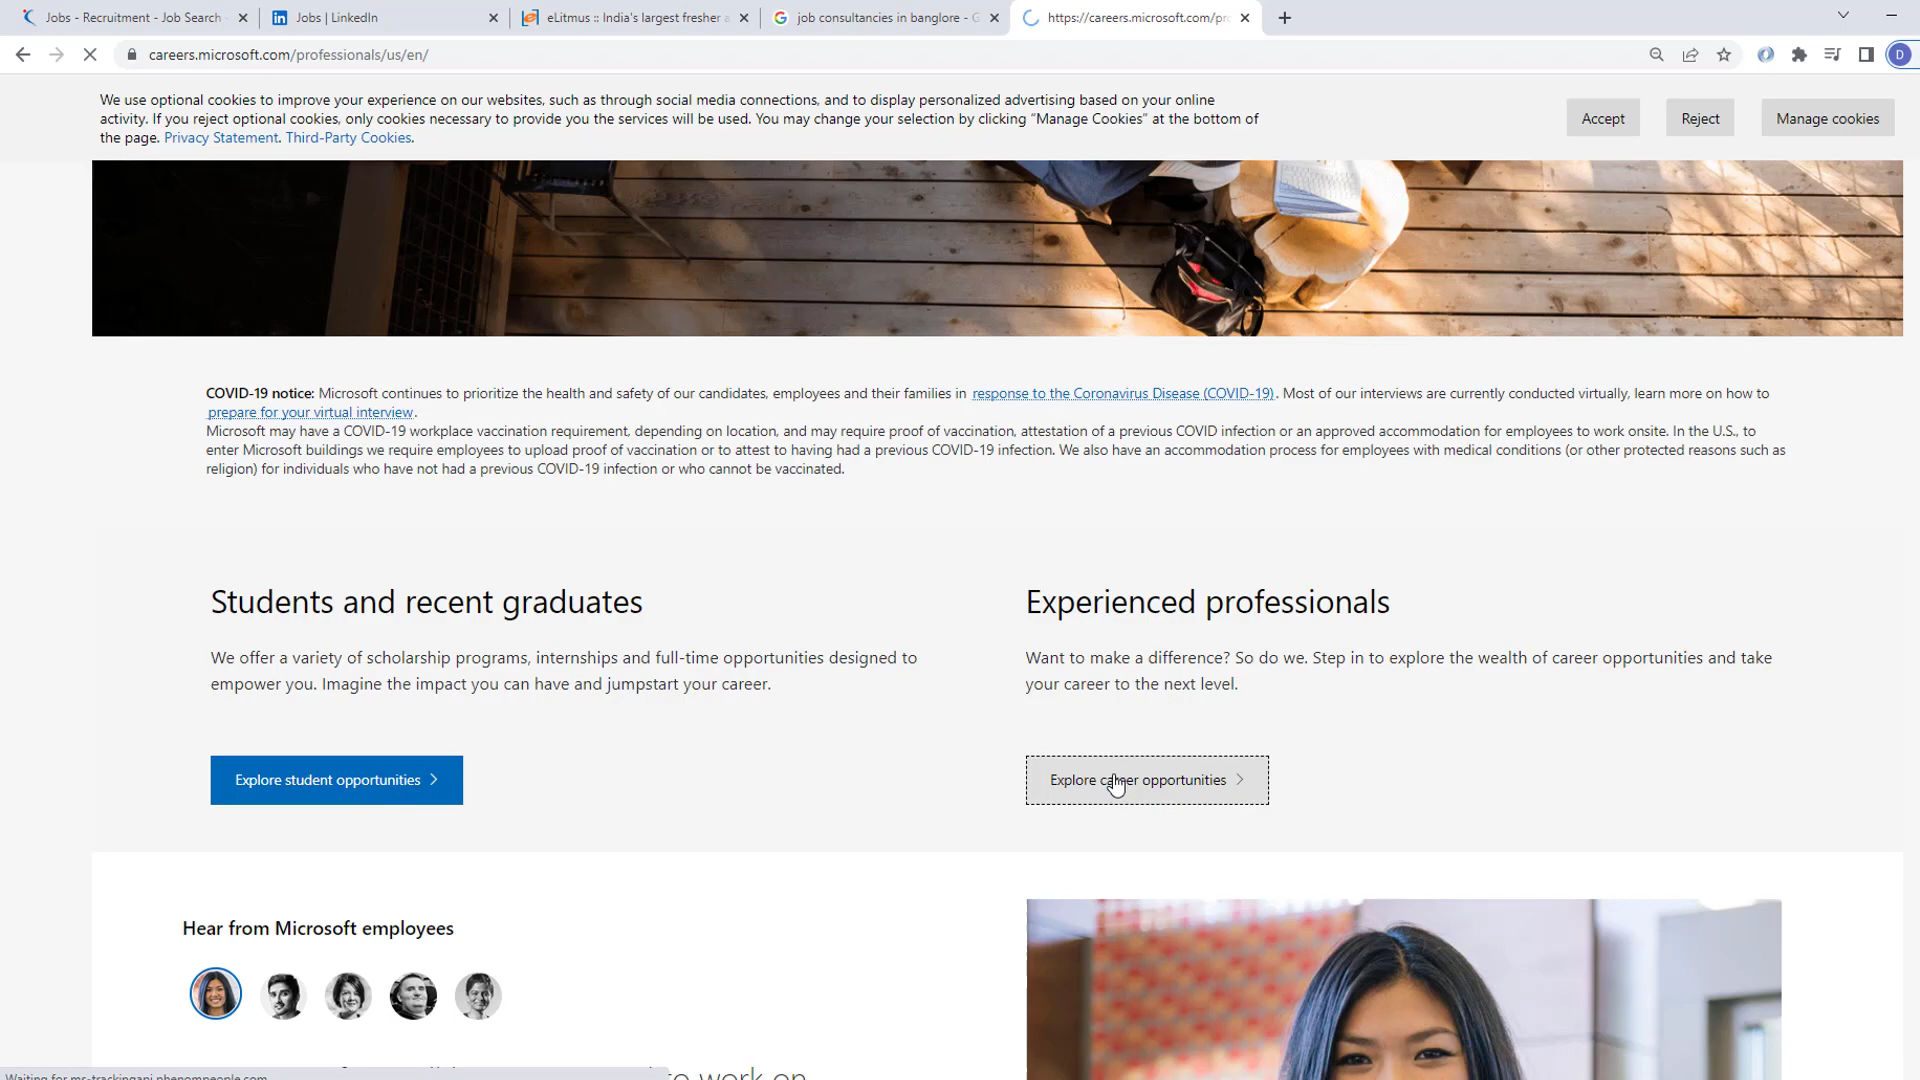 Jobs - Recruitment - Job Search -
Jobs | LinkedIn
eLitmus :: India's largest fresher
job consultancies in banglore - G
https://careers.microsoft.com/pr
careers.microsoft.com/professionals/us/en/
D
We use optional cookies to improve your experience on our websites, such as through social media connections, and to display personalized advertising based on your online
activity. If you reject optional cookies, only cookies necessary to provide you the services will be used. You may change your selection by clicking “Manage Cookies” at the bottom of
the page. Privacy Statement. Third-Party Cookies.
Accept
Reject
Manage cookies
COVID-19 notice: Microsoft continues to prioritize the health and safety of our candidates, employees and their families in response to the Coronavirus Disease (COVID-19). Most of our interviews are currently conducted virtually, learn more on how to
prepare for your virtual interview.
Microsoft may have a COVID-19 workplace vaccination requirement, depending on location, and may require proof of vaccination, attestation of a previous COVID infection or an approved accommodation for employees to work onsite. In the U.S., to
enter Microsoft buildings we require employees to upload proof of vaccination or to attest to having had a previous COVID-19 infection. We also have an accommodation process for employees with medical conditions (or other protected reasons such as
religion) for individuals who have not had a previous COVID-19 infection or who cannot be vaccinated.
Students and recent graduates
We offer a variety of scholarship programs, internships and full-time opportunities designed to
empower you. Imagine the impact you can have and jumpstart your career.
Explore student opportunities
Experienced professionals
Want to make a difference? So do we. Step in to explore the wealth of career opportunities and take
your career to the next level.
Explore career opportunities
Hear from Microsoft employees
to work on
Waiting for ms-trackingapi.phenompeople.com